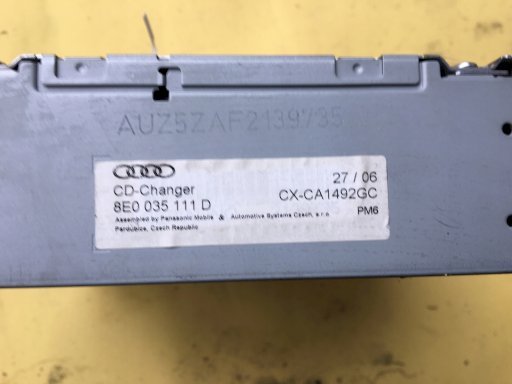 AUZ5ZAF2139735
27 / 06
CD-Changer
CX-CA1492GC
8E0 035 111 D
PM6
Assembled by Panasonic Mobile & Automotive Systems Czech, s.r.o
Pardubice, Czech Republic